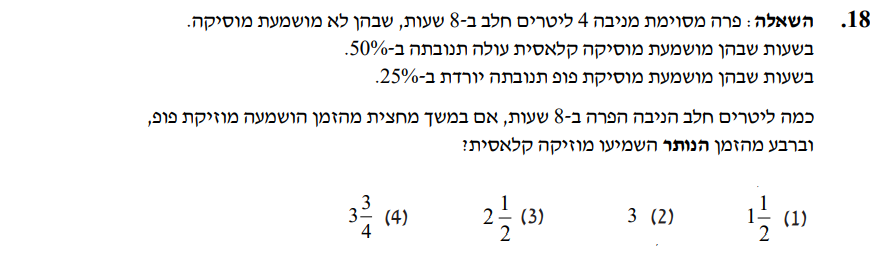 18. השאלה: פרה מסוימת מניבה 4 ליטרים חלב ב-8 שעות, שבהן לא מושמעת מוסיקה.
בשעות שבהן מושמעת מוסיקה קלאסית עולה תנובתה ב-50%.
בשעות שבהן מושמעת מוסיקת פופ תנובתה יורדת ב-25%.
כמה ליטרים חלב הניבה הפרה ב-8 שעות, אם במשך מחצית מהזמן הושמעה מוזיקת פופ,
וברבע מהזמן הנותר השמיעו מוזיקה קלאסית?
(1) 1 1/2 (2) 3 (3) 2 1/2 (4) 3 3/4